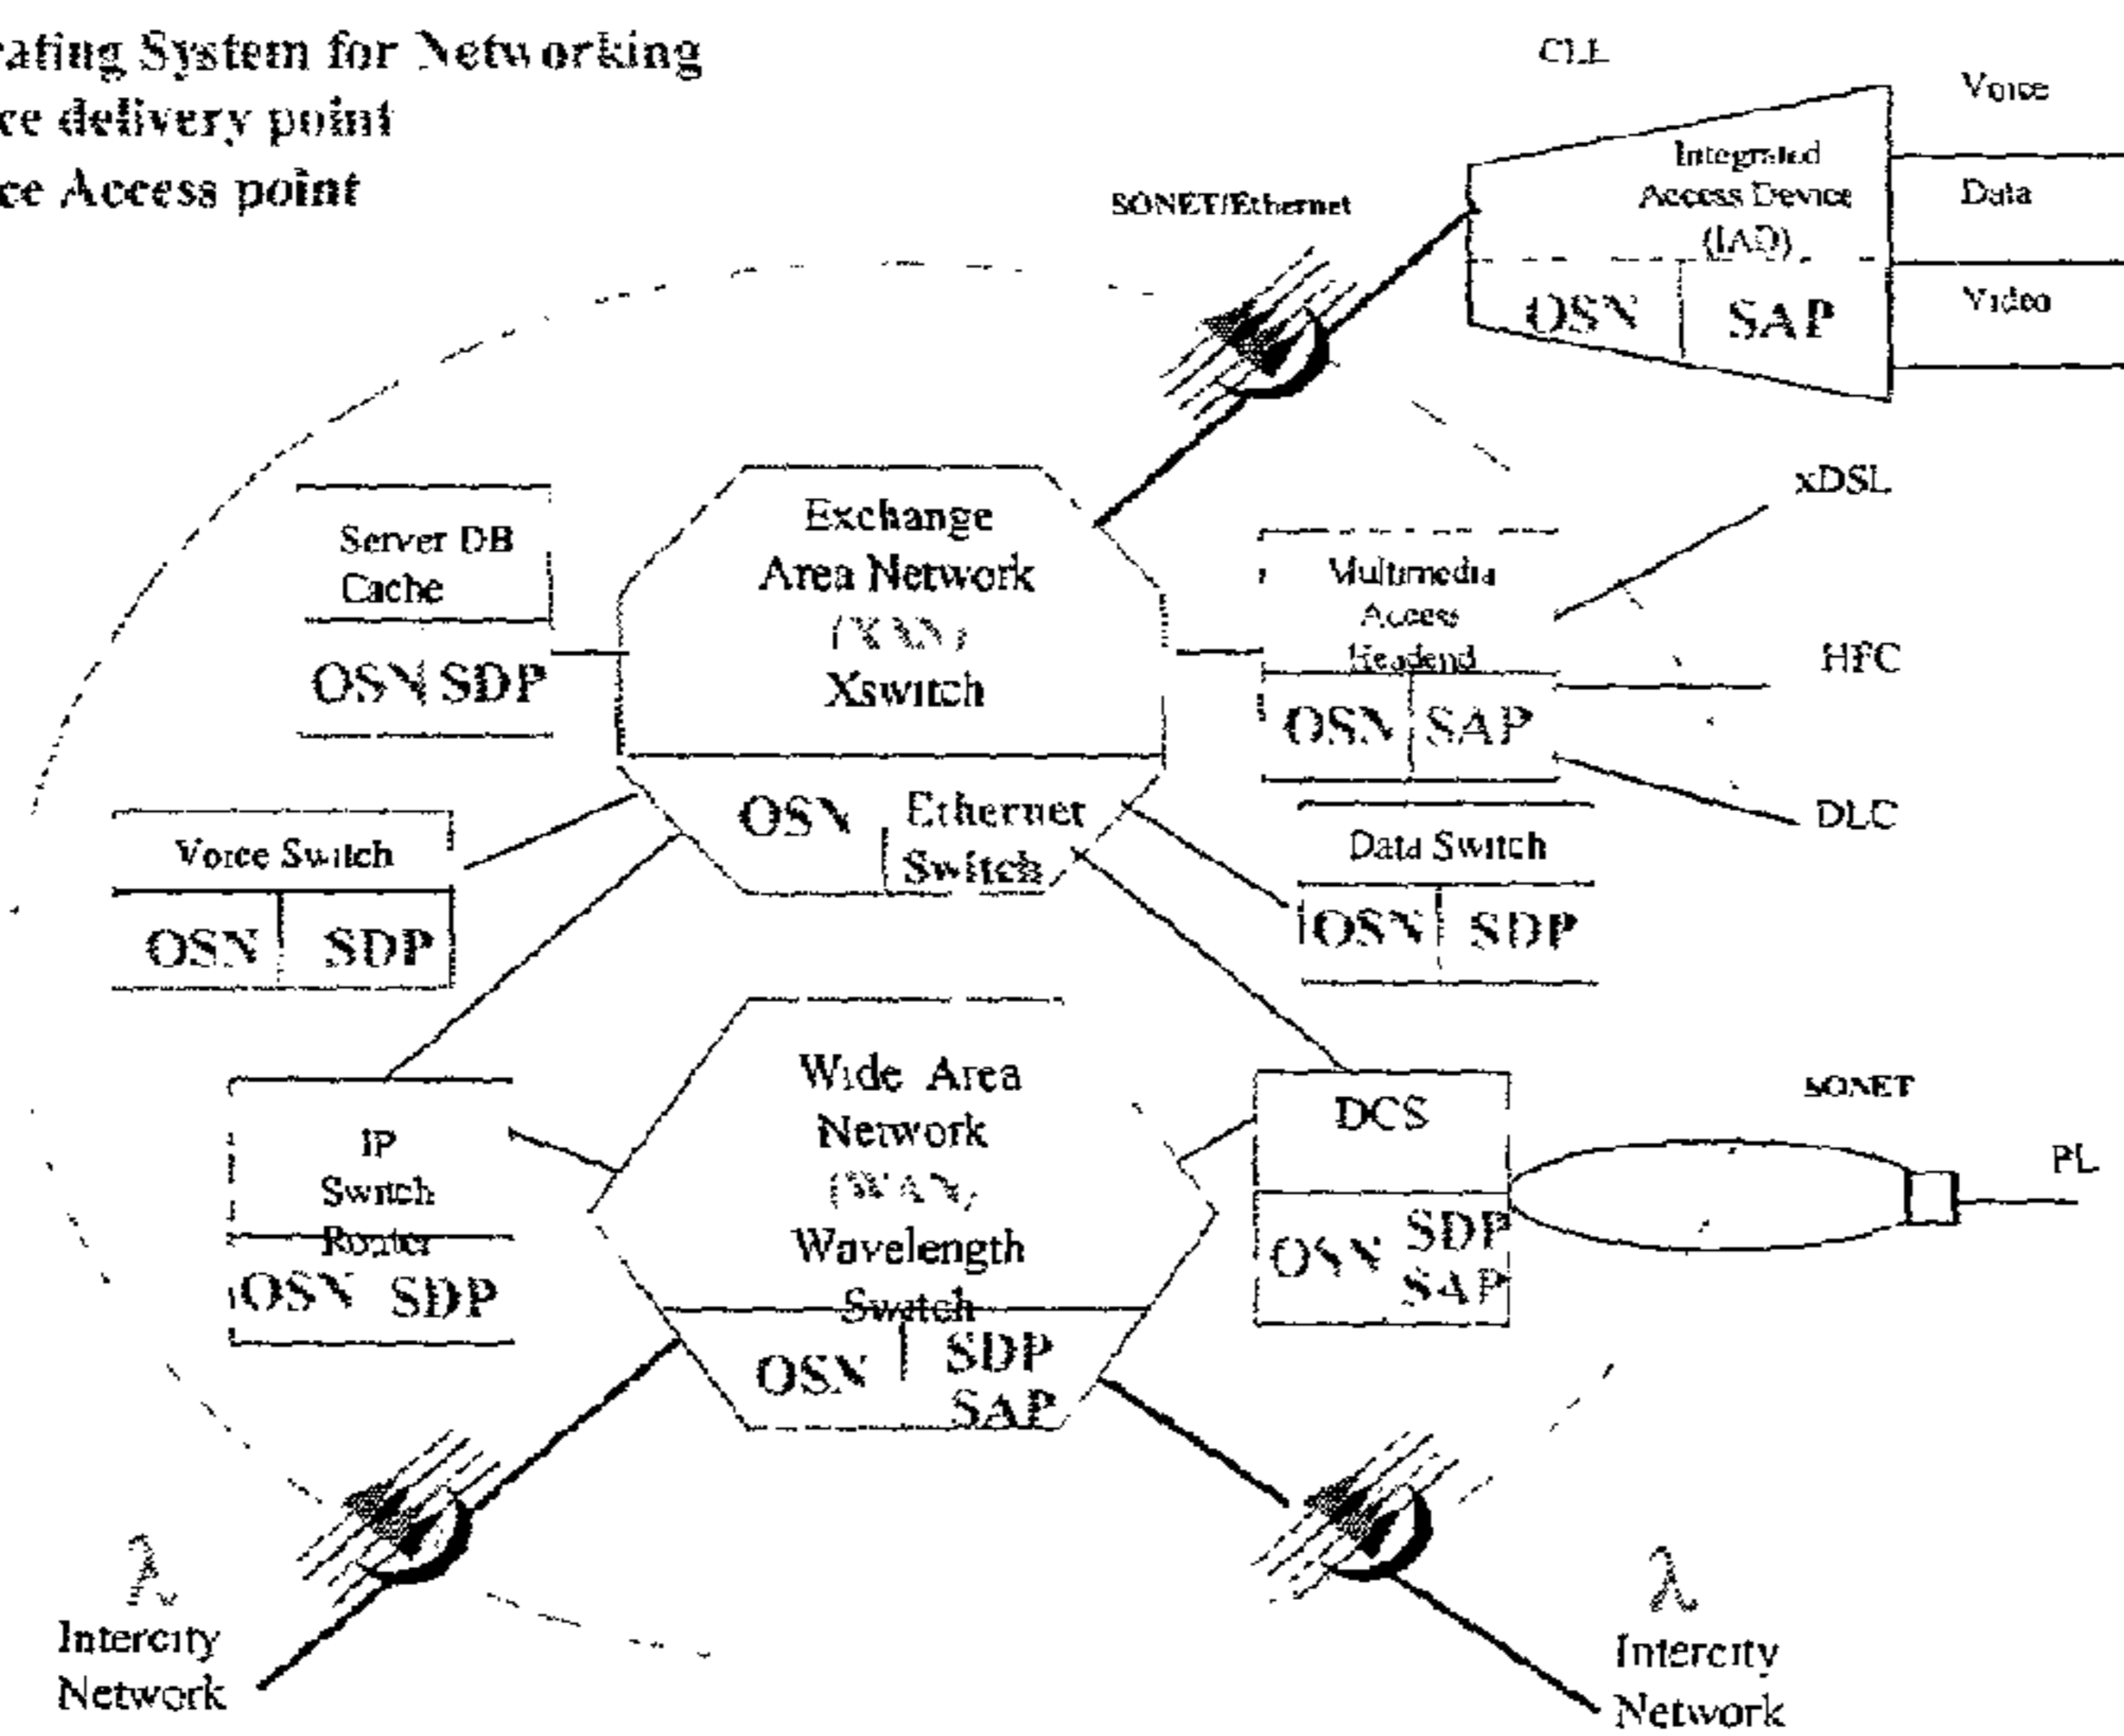 ating System for Networking
ce delivery point
ce Access point
SONET/Ethernet
Integrated
Access Device
(IAD)
OSN SAP
Voice
Data
Video
Server DB
Cache
OSN SDP
Exchange
Area Network
(XAN)
Xswitch
OSN Ethernet
Switch
Multimedia
Access
Headend
OSN SAP
xDSL
HFC
DLC
Voice Switch
OSN SDP
Data Switch
OSN SDP
IP
Switch
Router
OSN SDP
Wide Area
Network
(WAN)
Wavelength
Switch
OSN SDP
SAP
DCS
OSN SDP
SAP
SONET
PL
λ
Intercity
Network
λ
Intercity
Network